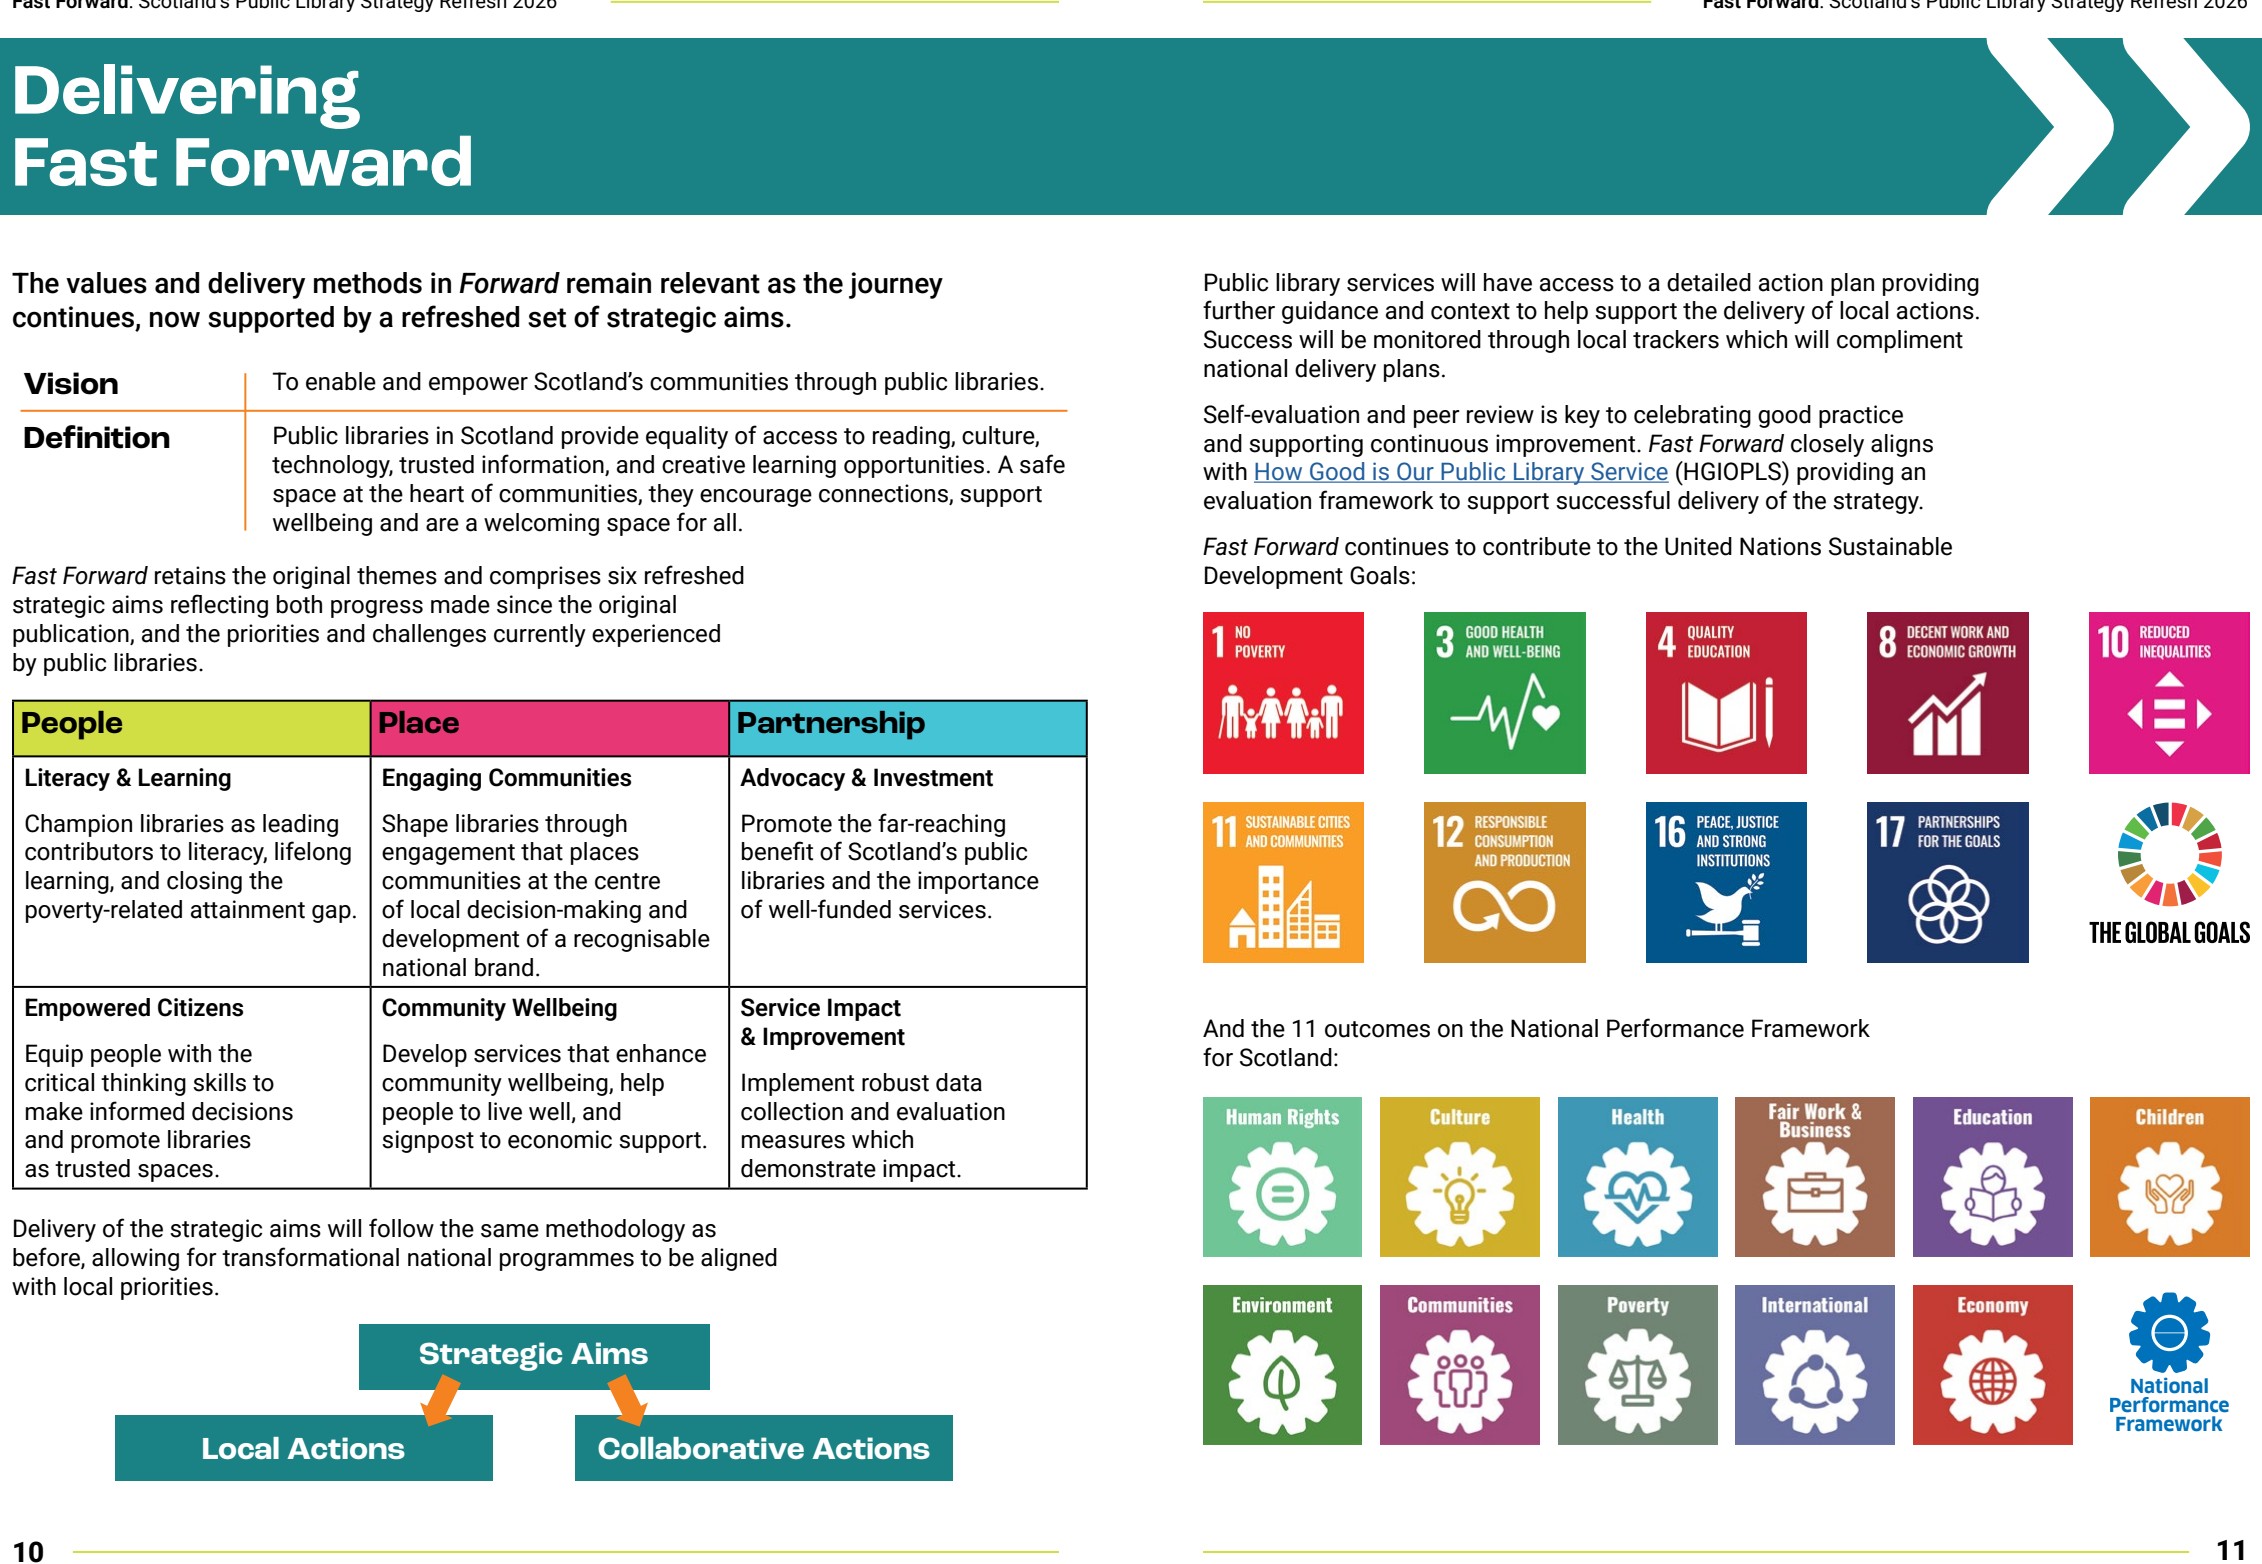 Fast Forward: Scotland's Public Library Strategy Refresh 2026
Fast Forward: Scotland's Public Library Strategy Refresh 2026
Delivering
Fast Forward
The values and delivery methods in Forward remain relevant as the journey
continues, now supported by a refreshed set of strategic aims.
Vision
To enable and empower Scotland's communities through public libraries.
Definition
Public libraries in Scotland provide equality of access to reading, culture,
technology, trusted information, and creative learning opportunities. A safe
space at the heart of communities, they encourage connections, support
wellbeing and are a welcoming space for all.
Fast Forward retains the original themes and comprises six refreshed
strategic aims reflecting both progress made since the original
publication, and the priorities and challenges currently experienced
by public libraries.
People
Place
Partnership
Literacy & Learning
Champion libraries as leading
contributors to literacy, lifelong
learning, and closing the
poverty-related attainment gap.
Engaging Communities
Shape libraries through
engagement that places
communities at the centre
of local decision-making and
development of a recognisable
national brand.
Advocacy & Investment
Promote the far-reaching
benefit of Scotland's public
libraries and the importance
of well-funded services.
Empowered Citizens
Equip people with the
critical thinking skills to
make informed decisions
and promote libraries
as trusted spaces.
Community Wellbeing
Develop services that enhance
community wellbeing, help
people to live well, and
signpost to economic support.
Service Impact
& Improvement
Implement robust data
collection and evaluation
measures which
demonstrate impact.
Delivery of the strategic aims will follow the same methodology as
before, allowing for transformational national programmes to be aligned
with local priorities.
Strategic Aims
Local Actions
Collaborative Actions
10
Public library services will have access to a detailed action plan providing
further guidance and context to help support the delivery of local actions.
Success will be monitored through local trackers which will compliment
national delivery plans.
Self-evaluation and peer review is key to celebrating good practice
and supporting continuous improvement. Fast Forward closely aligns
with How Good is Our Public Library Service (HGIOPLS) providing an
evaluation framework to support successful delivery of the strategy.
Fast Forward continues to contribute to the United Nations Sustainable
Development Goals:
1 NO
POVERTY
3 GOOD HEALTH
AND WELL-BEING
4 QUALITY
EDUCATION
8 DECENT WORK AND
ECONOMIC GROWTH
10 REDUCED
INEQUALITIES
11 SUSTAINABLE CITIES
AND COMMUNITIES
12 RESPONSIBLE
CONSUMPTION
AND PRODUCTION
16 PEACE, JUSTICE
AND STRONG
INSTITUTIONS
17 PARTNERSHIPS
FOR THE GOALS
THE GLOBAL GOALS
And the 11 outcomes on the National Performance Framework
for Scotland:
Human Rights
Culture
Health
Fair Work &
Business
Education
Children
Environment
Communities
Poverty
International
Economy
National
Performance
Framework
11